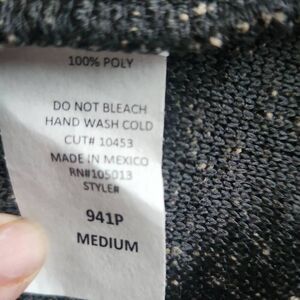 100% POLY
DO NOT BLEACH
HAND WASH COLD
CUT# 10453
MADE IN MEXICO
RN#105013
STYLE#
941P
MEDIUM